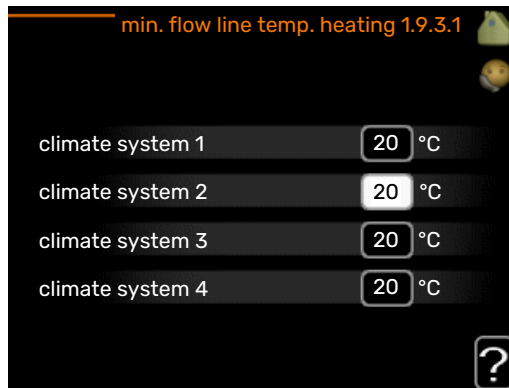 min. flow line temp. heating 1.9.3.1
climate system 1 20 °C
climate system 2 20 °C
climate system 3 20 °C
climate system 4 20 °C
?